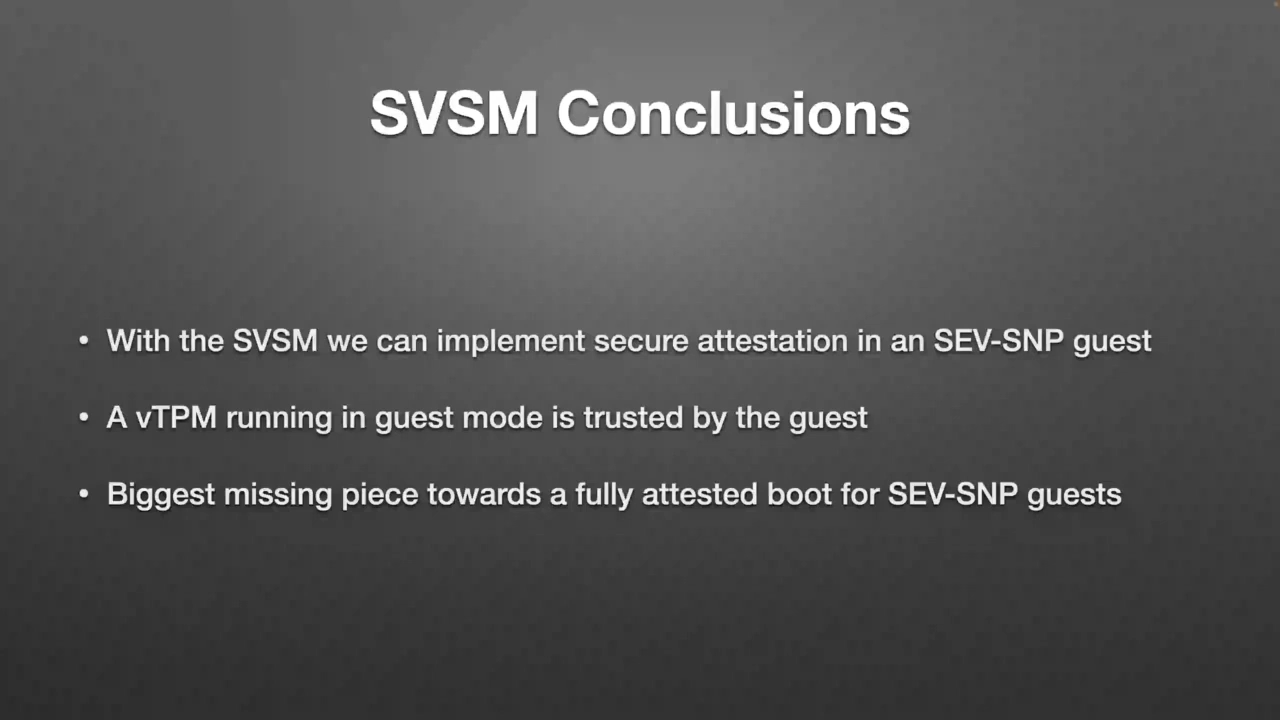 SVSM Conclusions
• With the SVSM we can implement secure attestation in an SEV-SNP guest
• A vTPM running in guest mode is trusted by the guest
• Biggest missing piece towards a fully attested boot for SEV-SNP guests